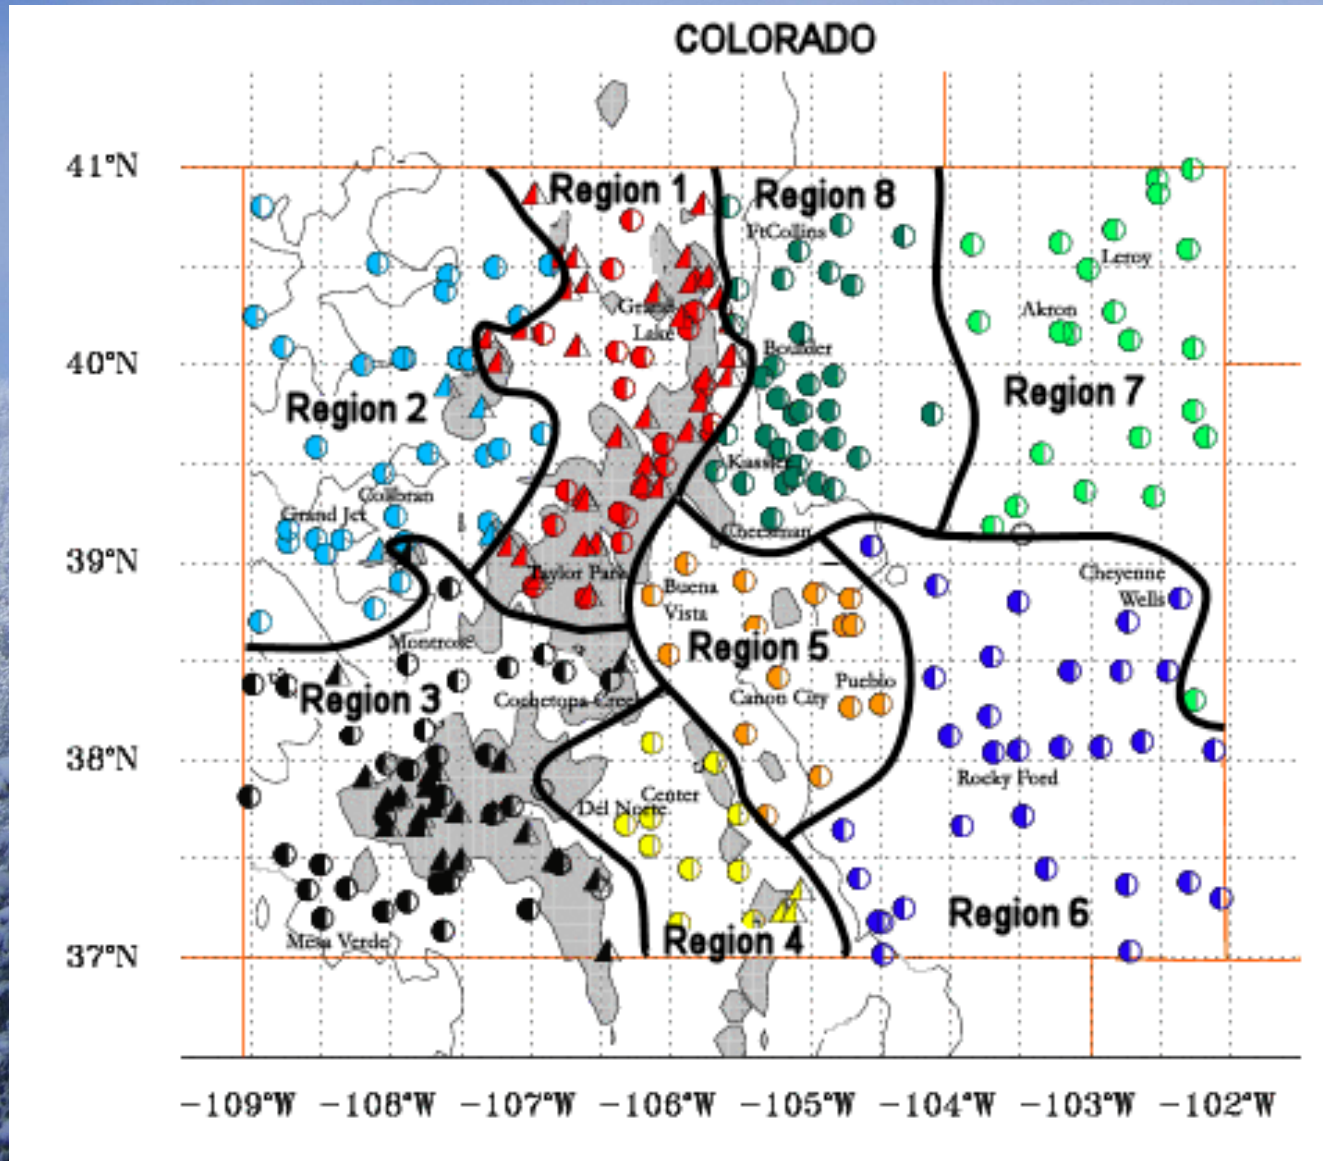 COLORADO
41°N
40°N
39°N
38°N
37°N
Region 1
Region 8
FtCollins
Leroy
Grand
Lake
Akron
Boulder
Region 2
Region 7
Kassler
Collbran
Grand Jct
Cheesman
Taylor Park
Buena
Vista
Cheyenne
Wells
Montrose
Region 5
Region 3
Cochetopa Creek
Canon City
Pueblo
Rocky Ford
Center
Del Norte
Region 6
Mesa Verde
Region 4
-109°W -108°W -107°W -106°W -105°W -104°W -103°W -102°W